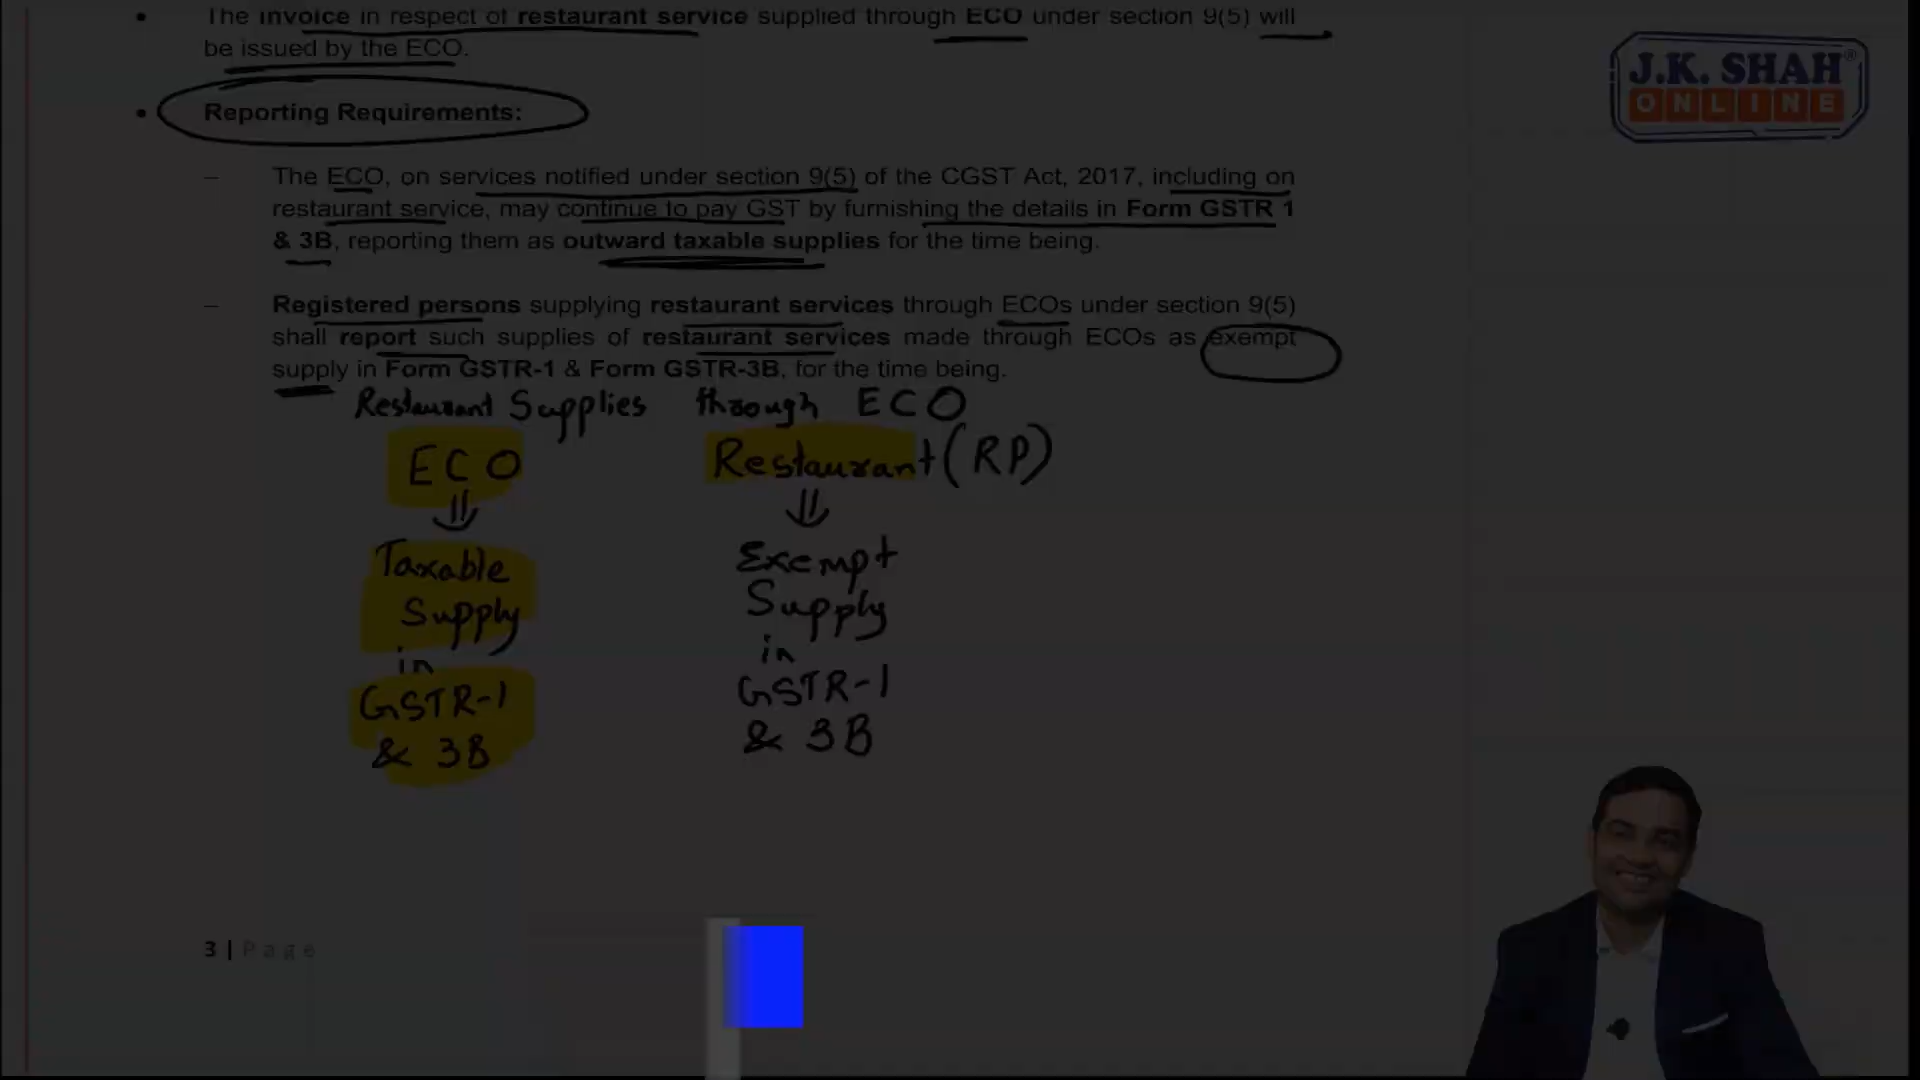 • The invoice in respect of restaurant service supplied through ECO under section 9(5) will
be issued by the ECO.
J.K. SHAH®
ONLINE
• Reporting Requirements:
– The ECO, on services notified under section 9(5) of the CGST Act, 2017, including on
restaurant service, may continue to pay GST by furnishing the details in Form GSTR 1
& 3B, reporting them as outward taxable supplies for the time being.
– Registered persons supplying restaurant services through ECOs under section 9(5)
shall report such supplies of restaurant services made through ECOs as exempt
supply in Form GSTR-1 & Form GSTR-3B, for the time being.
Restaurant Supplies through ECO
ECO
Taxable
Supply
in
GSTR-1
& 3B
Restaurant (RP)
Exempt
Supply
in
GSTR-1
& 3B
3 | Page